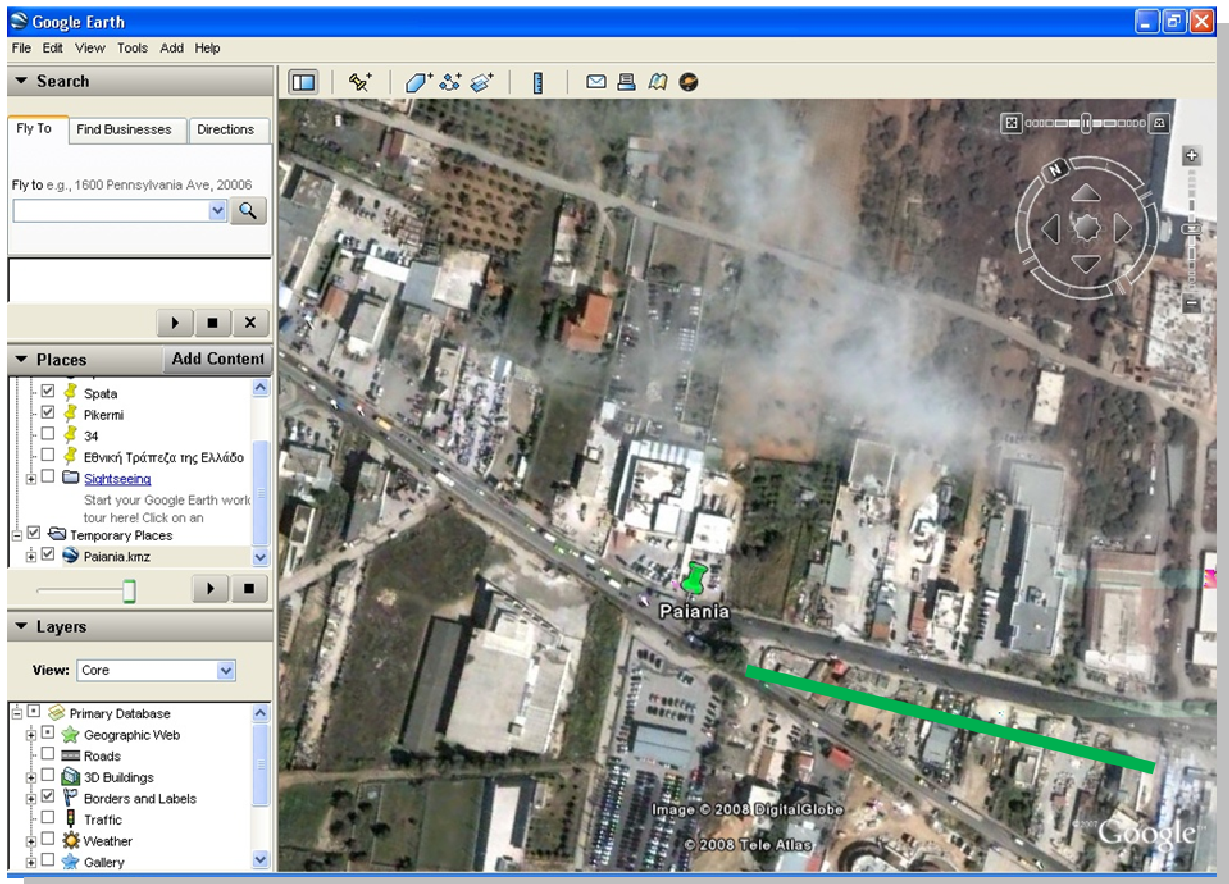 Google Earth
File Edit View Tools Add Help
Search
Fly To Find Businesses Directions
Fly to e.g., 1600 Pennsylvania Ave, 20006
Places Add Content
Spata
Pikermi
34
Εθνική Τράπεζα της Ελλάδο
Sightseeing
Start your Google Earth work
tour here! Click on an
Temporary Places
Paiania.kmz
Layers
View: Core
Primary Database
Geographic Web
Roads
3D Buildings
Borders and Labels
Traffic
Weather
Gallery
N
Paiania
Image © 2008 DigitalGlobe
© 2008 Tele Atlas
©2007 Google™